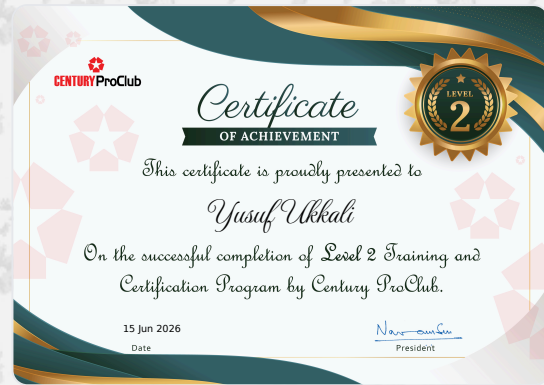 CENTURY ProClub
Certificate
OF ACHIEVEMENT
LEVEL
2
This certificate is proudly presented to
Yusuf Ukkali
On the successful completion of Level 2 Training and
Certification Program by Century ProClub.
15 Jun 2026
Date
President